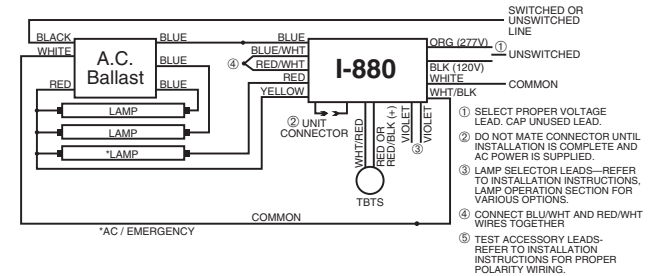 SWITCHED OR
UNSWITCHED
LINE
BLACK
BLUE
BLUE
WHITE
A.C.
Ballast
BLUE
BLUE/WHT
④
RED/WHT
I-880
ORG (277V)
①
UNSWITCHED
BLK (120V)
RED
BLUE
RED
WHITE
COMMON
YELLOW
WHT/BLK
LAMP
LAMP
*LAMP
② UNIT
CONNECTOR
WHT/RED
RED OR
RED/BLK (+)
VIOLET
③
VIOLET
TBTS
COMMON
*AC / EMERGENCY
① SELECT PROPER VOLTAGE
LEAD. CAP UNUSED LEAD.
② DO NOT MATE CONNECTOR UNTIL
INSTALLATION IS COMPLETE AND
AC POWER IS SUPPLIED.
③ LAMP SELECTOR LEADS—REFER
TO INSTALLATION INSTRUCTIONS,
LAMP OPERATION SECTION FOR
VARIOUS OPTIONS.
④ CONNECT BLU/WHT AND RED/WHT
WIRES TOGETHER
⑤ TEST ACCESSORY LEADS-
REFER TO INSTALLATION
INSTRUCTIONS FOR PROPER
POLARITY WIRING.